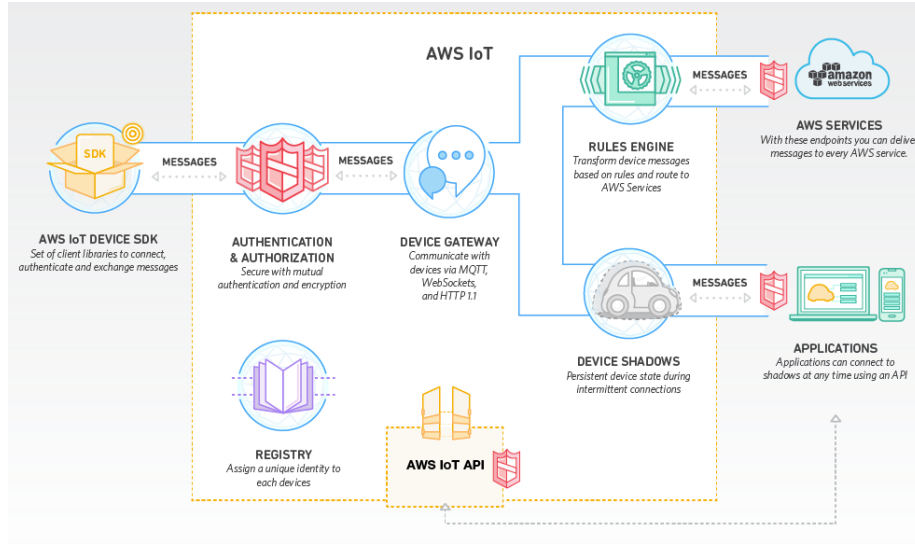 AWS IoT
SDK
MESSAGES
MESSAGES
MESSAGES
amazon
web services
AWS SERVICES
With these endpoints you can delive
messages to every AWS service.
RULES ENGINE
Transform device messages
based on rules and route to
AWS Services
AWS IoT DEVICE SDK
Set of client libraries to connect,
authenticate and exchange messages
AUTHENTICATION
& AUTHORIZATION
Secure with mutual
authentication and encryption
DEVICE GATEWAY
Communicate with
devices via MQTT,
WebSockets,
and HTTP 1.1
MESSAGES
DEVICE SHADOWS
Persistent device state during
intermittent connections
APPLICATIONS
Applications can connect to
shadows at any time using an API
REGISTRY
Assign a unique identity to
each devices
AWS IoT API